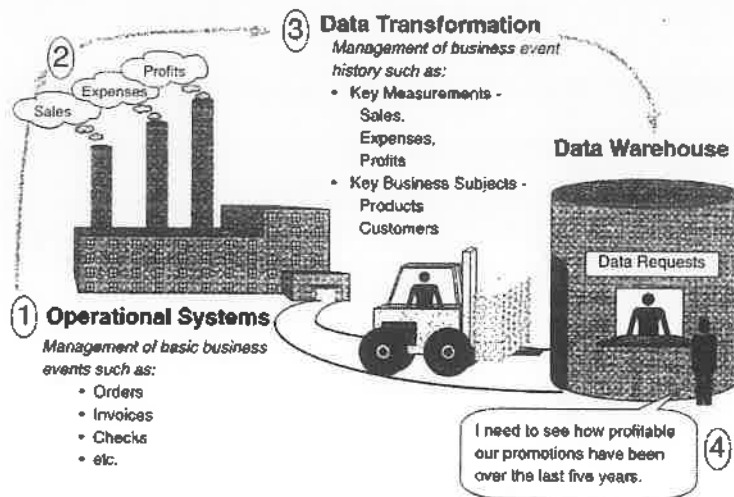 1 Operational Systems
Management of basic business
events such as:
• Orders
• Invoices
• Checks
• etc.
2
Sales
Expenses
Profits
3 Data Transformation
Management of business event
history such as:
• Key Measurements -
Sales,
Expenses,
Profits
• Key Business Subjects -
Products
Customers
Data Warehouse
Data Requests
I need to see how profitable
our promotions have been
over the last five years.
4